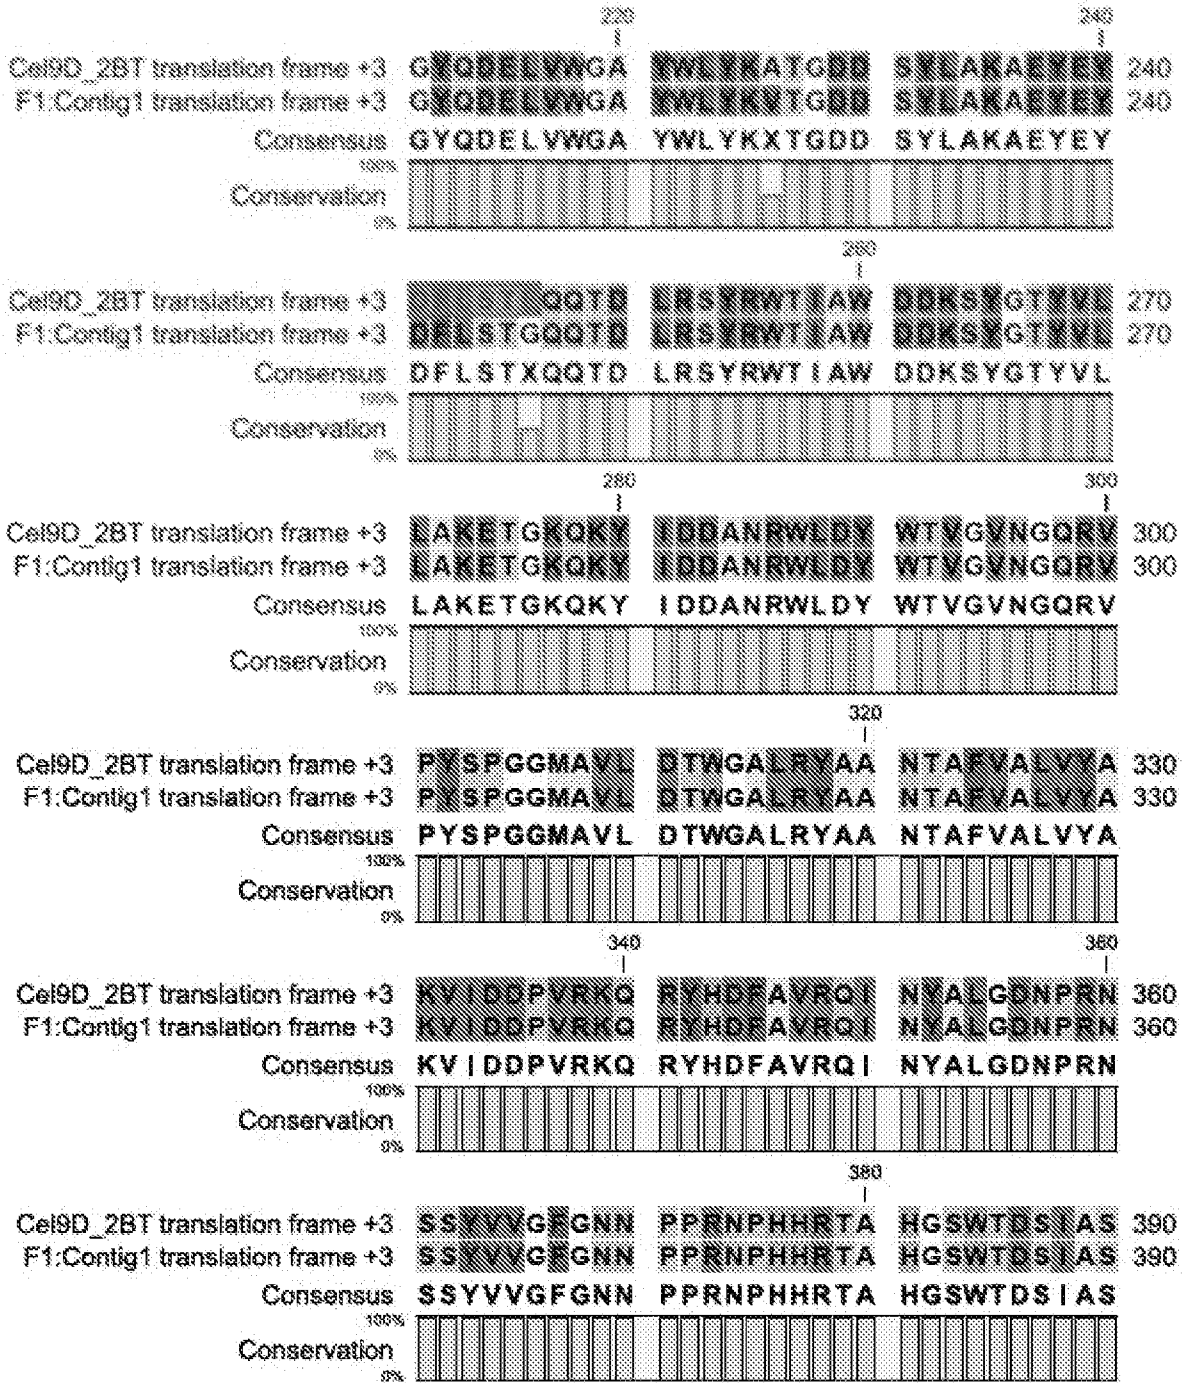 220 240
Cel9D_2BT translation frame +3 GYQDELVWGA YWLYKATGDD SYLAKAEYEY 240
F1:Contig1 translation frame +3 GYQDELVWGA YWLYKVTGDD SYLAKAEYEY 240
Consensus GYQDELVWGA YWLYKXTGDD SYLAKAEYEY
100%
Conservation
0%
260
Cel9D_2BT translation frame +3 QQTD LRSYRWTIAW DDKSYGTYVL 270
F1:Contig1 translation frame +3 DFLSTGQQTD LRSYRWTIAW DDKSYGTYVL 270
Consensus DFLSTXQQTD LRSYRWTIAW DDKSYGTYVL
100%
Conservation
0%
280 300
Cel9D_2BT translation frame +3 LAKETGKQKY IDDANRWLDY WTVGVNGQRV 300
F1:Contig1 translation frame +3 LAKETGKQKY IDDANRWLDY WTVGVNGQRV 300
Consensus LAKETGKQKY IDDANRWLDY WTVGVNGQRV
100%
Conservation
0%
320
Cel9D_2BT translation frame +3 PYSPGGMAVL DTWGALRYAA NTAFVALVYA 330
F1:Contig1 translation frame +3 PYSPGGMAVL DTWGALRYAA NTAFVALVYA 330
Consensus PYSPGGMAVL DTWGALRYAA NTAFVALVYA
100%
Conservation
0%
340 360
Cel9D_2BT translation frame +3 KVIDDPVRKQ RYHDFAVRQI NYALGDNPRN 360
F1:Contig1 translation frame +3 KVIDDPVRKQ RYHDFAVRQI NYALGDNPRN 360
Consensus KVIDDPVRKQ RYHDFAVRQI NYALGDNPRN
100%
Conservation
0%
380
Cel9D_2BT translation frame +3 SSYVVGFGNN PPRNPHHRTA HGSWTDSIAS 390
F1:Contig1 translation frame +3 SSYVVGFGNN PPRNPHHRTA HGSWTDSIAS 390
Consensus SSYVVGFGNN PPRNPHHRTA HGSWTDSIAS
100%
Conservation
0%